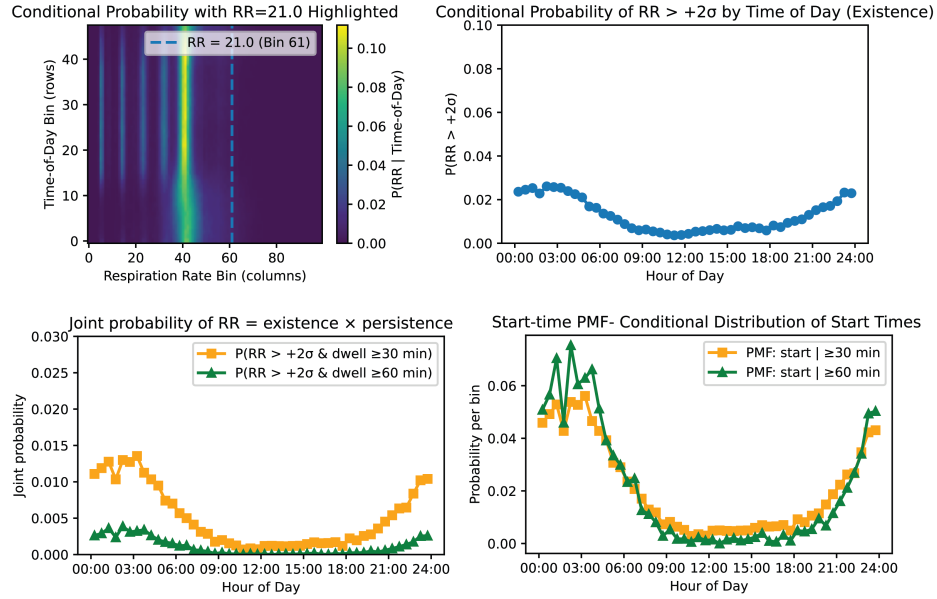 Conditional Probability with RR=21.0 Highlighted
RR = 21.0 (Bin 61)
Time-of-Day Bin (rows)
40
30
20
10
0
0 20 40 60 80
Respiration Rate Bin (columns)
0.10
0.08
0.06
0.04
0.02
0.00
P(RR | Time-of-Day)
Conditional Probability of RR > +2σ by Time of Day (Existence)
P(RR > +2σ)
0.10
0.08
0.04
0.02
0.00
00:00 03:00 06:00 09:00 12:00 15:00 18:00 21:00 24:00
Hour of Day
Joint probability of RR = existence × persistence
P(RR > +2σ & dwell ≥30 min)
P(RR > +2σ & dwell ≥60 min)
Joint probability
0.030
0.025
0.020
0.015
0.010
0.005
0.000
00:00 03:00 06:00 09:00 12:00 15:00 18:00 21:00 24:00
Hour of Day
Start-time PMF- Conditional Distribution of Start Times
PMF: start | ≥30 min
PMF: start | ≥60 min
Probability per bin
0.06
0.04
0.02
0.00
00:00 03:00 06:00 09:00 12:00 15:00 18:00 21:00 24:00
Hour of Day